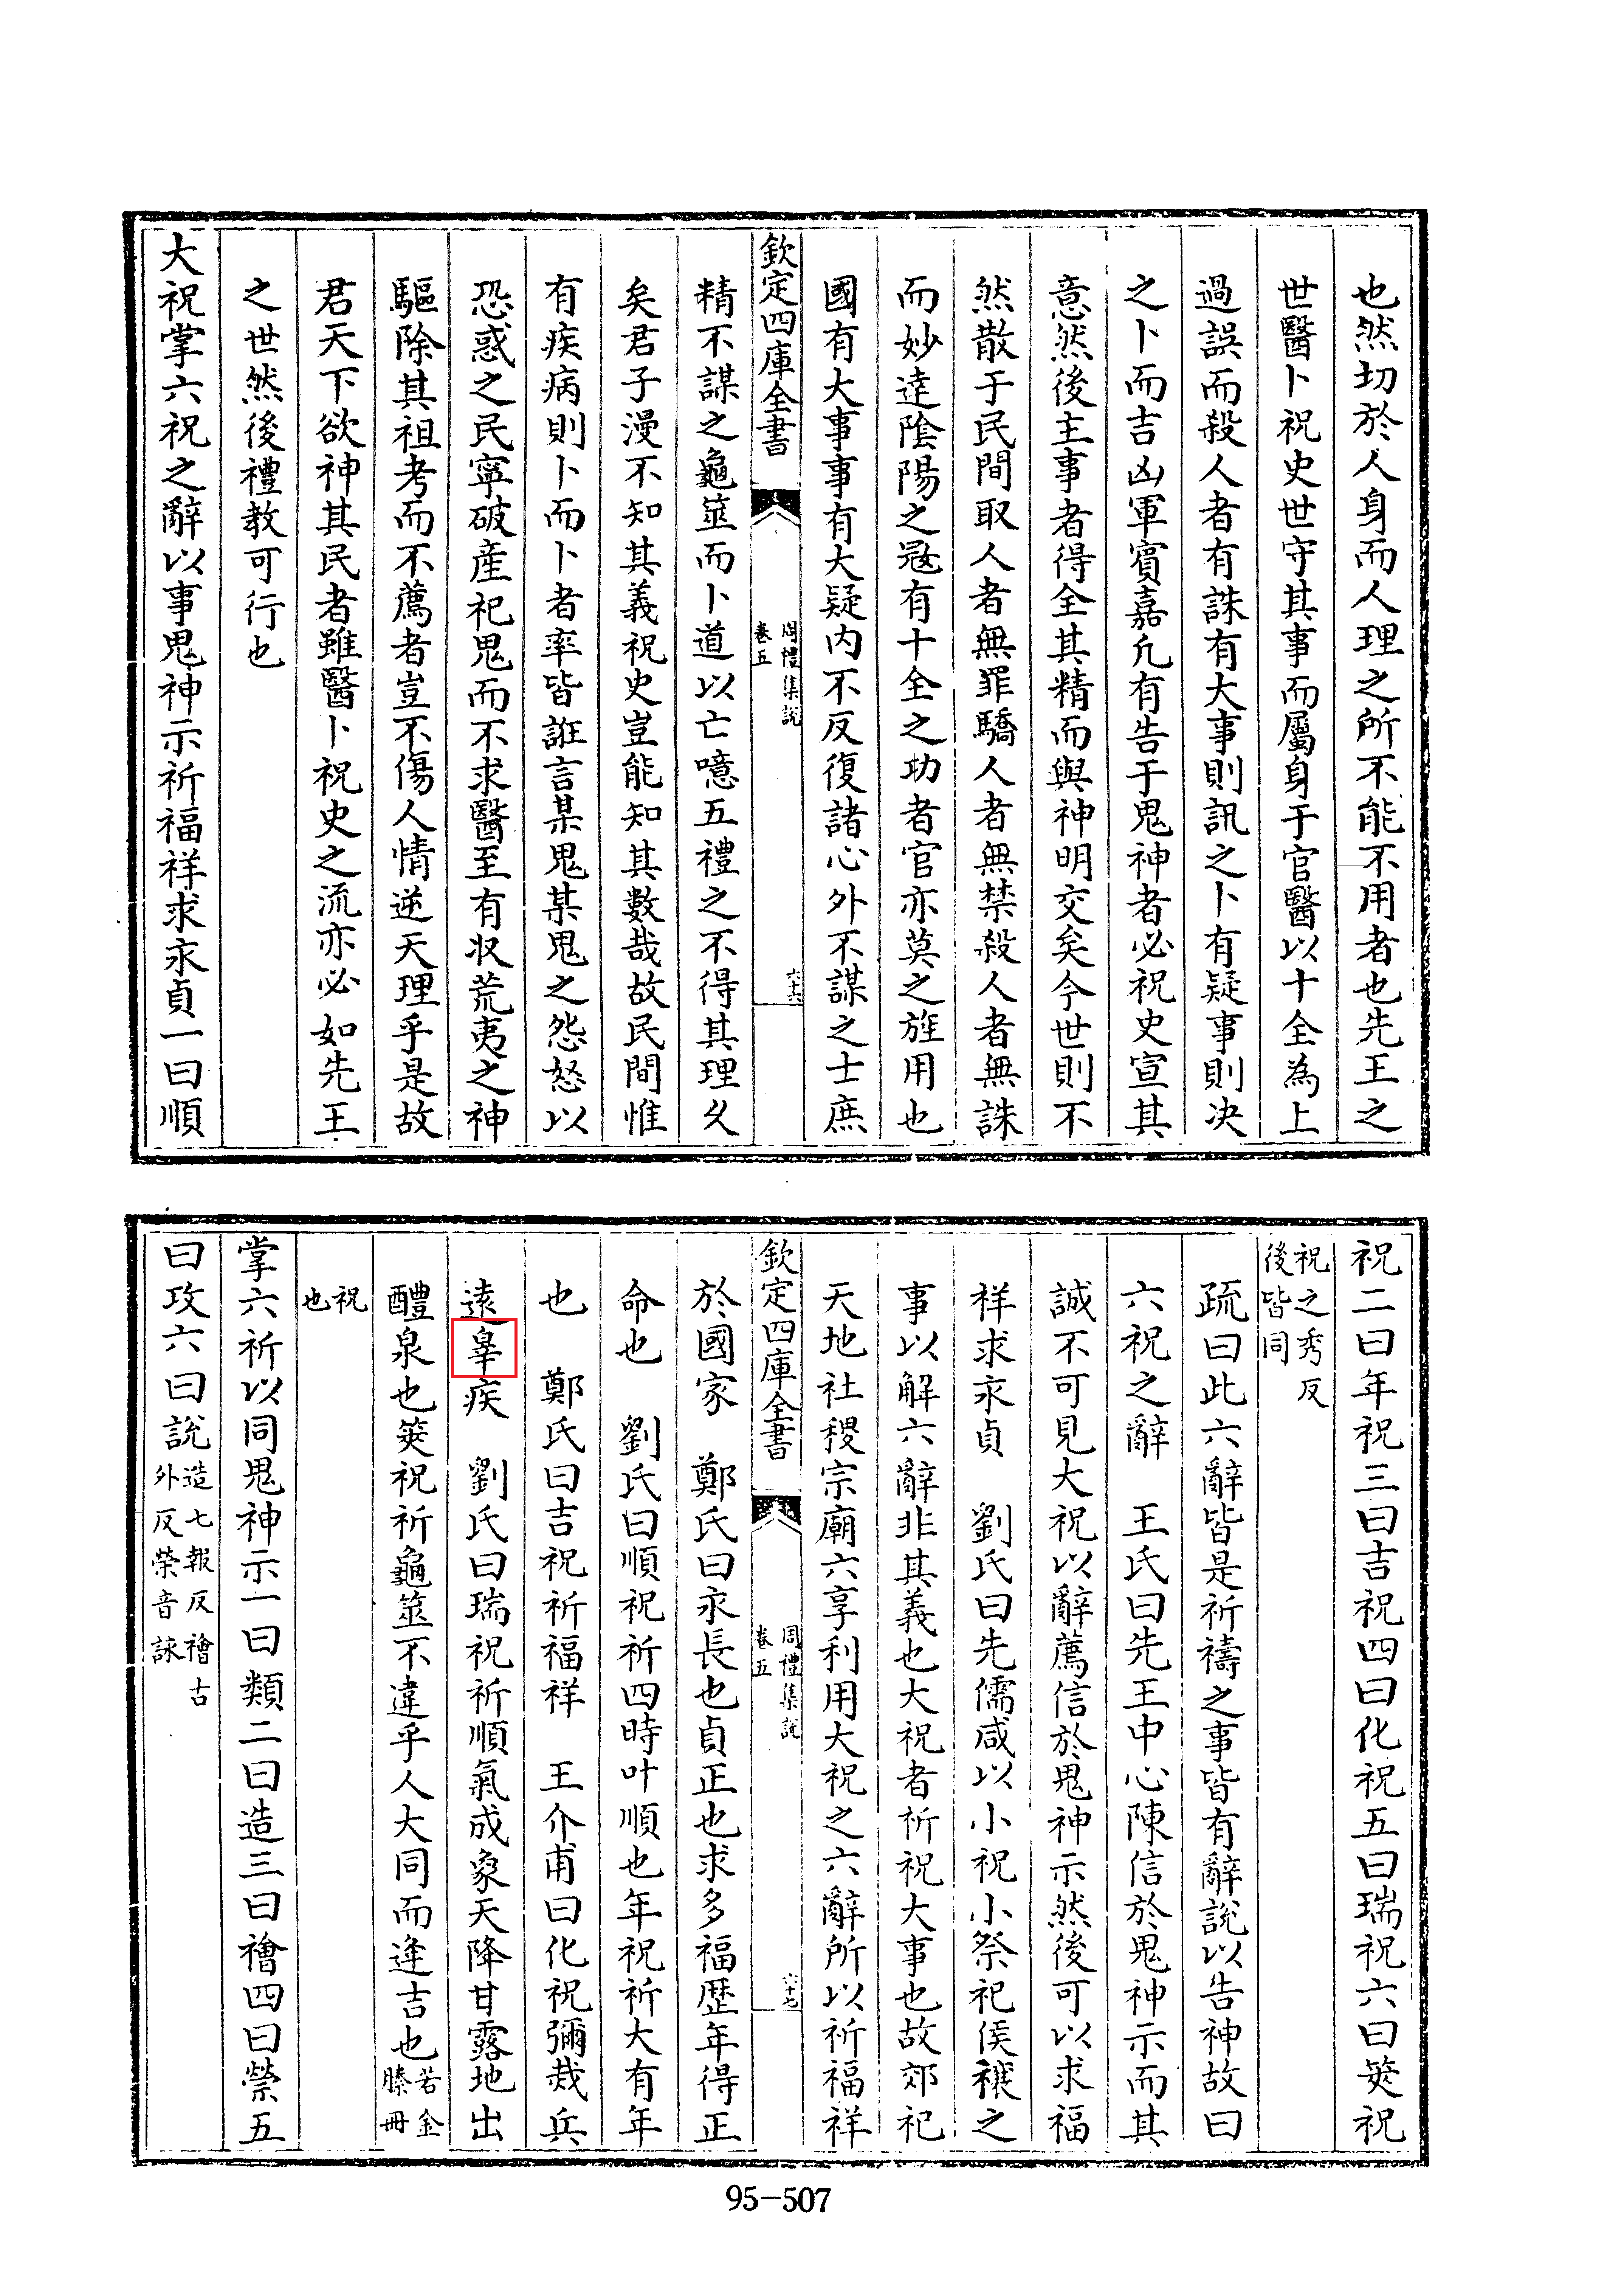 也然切於人身而人理之所不能不用者也先王之
世醫卜祝史世守其事而屬身于官醫以十全為上
過誤而殺人者有誅有大事則訊之卜有疑事則决
之卜而吉凶軍賓嘉凢有告于鬼神者必祝史宣其
意然後主事者得全其精而與神明交矣今世則不
然散于民間取人者無罪驕人者無禁殺人者無誅
而妙達隂陽之冦有十全之功者官亦莫之旌用也
國有大事事有大疑内不反復諸心外不謀之士庶
欽定四庫全書
周禮集說
卷五
六十六
精不謀之龜筮而卜道以亡噫五禮之不得其理乆
矣君子漫不知其義祝史豈能知其數哉故民間惟
有疾病則卜而卜者率皆誑言某鬼某鬼之怨怒以
恐惑之民寧破産祀鬼而不求醫至有収荒夷之神
驅除其祖考而不薦者豈不傷人情逆天理乎是故
君天下欲神其民者雖醫卜祝史之流亦必如先王
之世然後禮教可行也
大祝掌六祝之辭以事鬼神示祈福祥求永貞一曰順
祝二曰年祝三曰吉祝四曰化祝五曰瑞祝六曰筴祝
祝之秀反
後皆同
疏曰此六辭皆是祈禱之事皆有辭說以告神故曰
六祝之辭　王氏曰先王中心陳信於鬼神示而其
誠不可見大祝以辭薦信於鬼神示然後可以求福
祥求永貞　劉氏曰先儒咸以小祝小祭祀侯禳之
事以解六辭非其義也大祝者祈祝大事也故郊祀
天地社稷宗廟六享利用大祝之六辭所以祈福祥
欽定四庫全書
周禮集說
卷五
六十七
於國家　鄭氏曰永長也貞正也求多福歴年得正
命也　劉氏曰順祝祈四時叶順也年祝祈大有年
也　鄭氏曰吉祝祈福祥　王介甫曰化祝彌烖兵
逺辠疾　劉氏曰瑞祝祈順氣成象天降甘露地出
醴泉也筴祝祈龜筮不違乎人大同而逢吉也若金
縢冊
祝
也
掌六祈以同鬼神示一曰類二曰造三曰禬四曰禜五
曰攻六曰說造七報反禬古
外反禜音詠
95-507